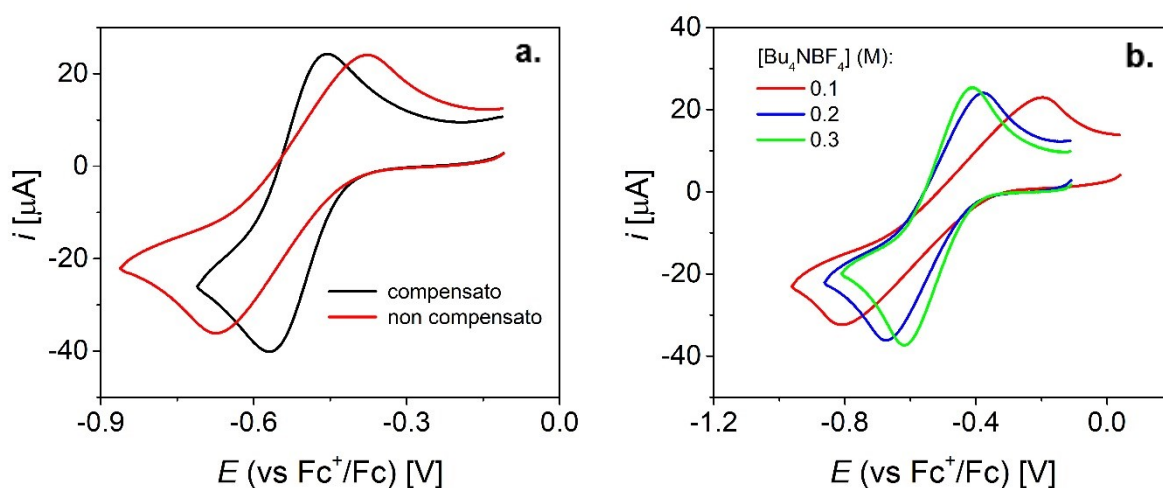 a.
20
0
-20
-40
i [µA]
compensato
non compensato
-0.9
-0.6
-0.3
0.0
E (vs Fc⁺/Fc) [V]
b.
[Bu₄NBF₄] (M):
0.1
0.2
0.3
40
20
0
-20
-40
i [µA]
-1.2
-0.8
-0.4
0.0
E (vs Fc⁺/Fc) [V]